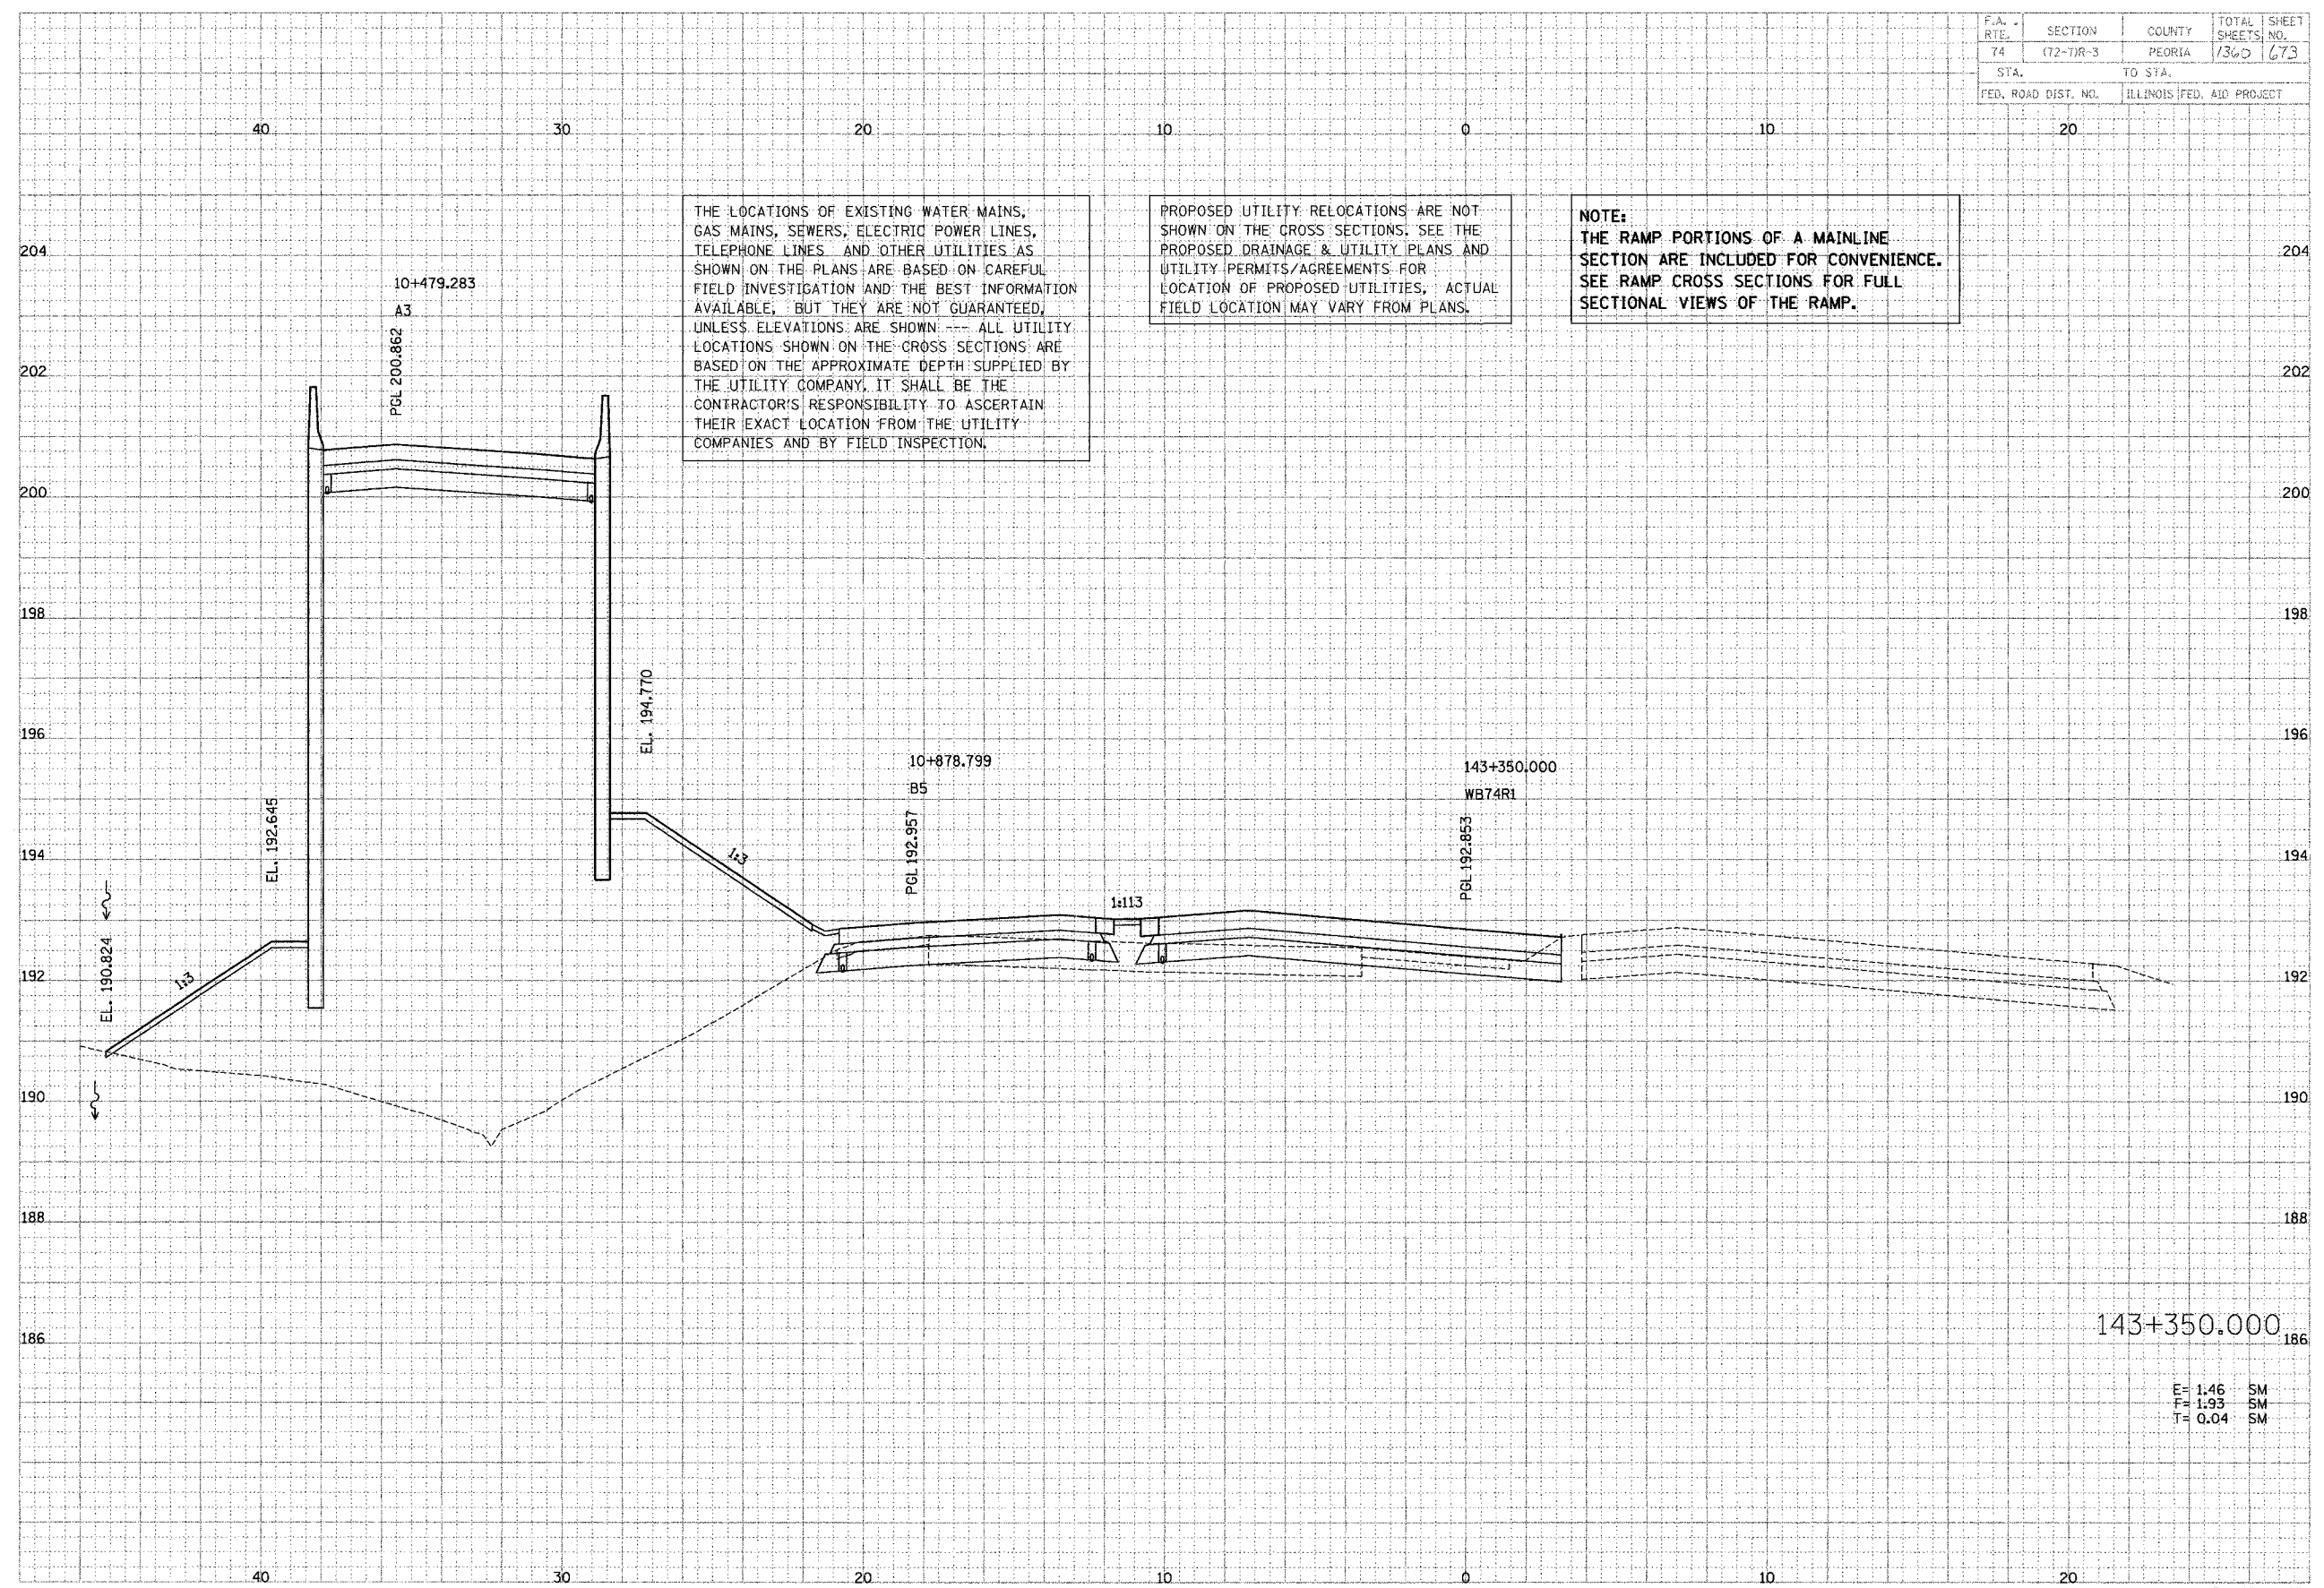 F.A. RTE. SECTION COUNTY TOTAL SHEETS SHEET NO.
74 (72-7)R-3 PEORIA 1360 673
STA. TO STA.
FED. ROAD DIST. NO. ILLINOIS FED. AID PROJECT
40 30 20 10 0 10 20
THE LOCATIONS OF EXISTING WATER MAINS,
GAS MAINS, SEWERS, ELECTRIC POWER LINES,
TELEPHONE LINES AND OTHER UTILITIES AS
SHOWN ON THE PLANS ARE BASED ON CAREFUL
FIELD INVESTIGATION AND THE BEST INFORMATION
AVAILABLE, BUT THEY ARE NOT GUARANTEED,
UNLESS ELEVATIONS ARE SHOWN --- ALL UTILITY
LOCATIONS SHOWN ON THE CROSS SECTIONS ARE
BASED ON THE APPROXIMATE DEPTH SUPPLIED BY
THE UTILITY COMPANY. IT SHALL BE THE
CONTRACTOR'S RESPONSIBILITY TO ASCERTAIN
THEIR EXACT LOCATION FROM THE UTILITY
COMPANIES AND BY FIELD INSPECTION.
PROPOSED UTILITY RELOCATIONS ARE NOT
SHOWN ON THE CROSS SECTIONS. SEE THE
PROPOSED DRAINAGE & UTILITY PLANS AND
UTILITY PERMITS/AGREEMENTS FOR
LOCATION OF PROPOSED UTILITIES, ACTUAL
FIELD LOCATION MAY VARY FROM PLANS.
NOTE:
THE RAMP PORTIONS OF A MAINLINE
SECTION ARE INCLUDED FOR CONVENIENCE.
SEE RAMP CROSS SECTIONS FOR FULL
SECTIONAL VIEWS OF THE RAMP.
204 204
10+479.283
A3
PGL 200.862
202 202
200 200
198 198
EL. 194.770
196 196
10+878.799
B5
PGL 192.957
143+350.000
WB74R1
PGL 192.853
EL. 192.645
194 194
1:3
1:113
EL. 190.824
1:3
192 192
190 190
188 188
186 186
143+350.000
E= 1.46 SM
F= 1.93 SM
T= 0.04 SM
40 30 20 10 0 10 20